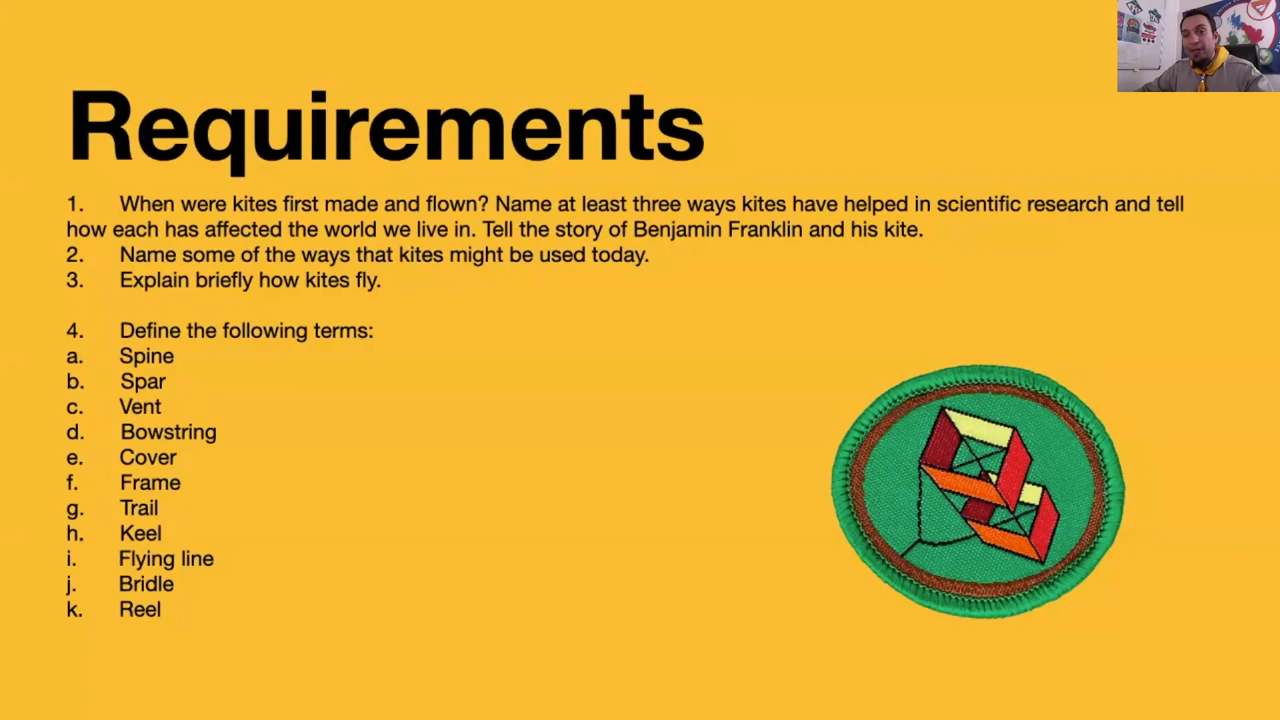 Requirements
1. When were kites first made and flown? Name at least three ways kites have helped in scientific research and tell
how each has affected the world we live in. Tell the story of Benjamin Franklin and his kite.
2. Name some of the ways that kites might be used today.
3. Explain briefly how kites fly.
4. Define the following terms:
a. Spine
b. Spar
c. Vent
d. Bowstring
e. Cover
f. Frame
g. Trail
h. Keel
i. Flying line
j. Bridle
k. Reel